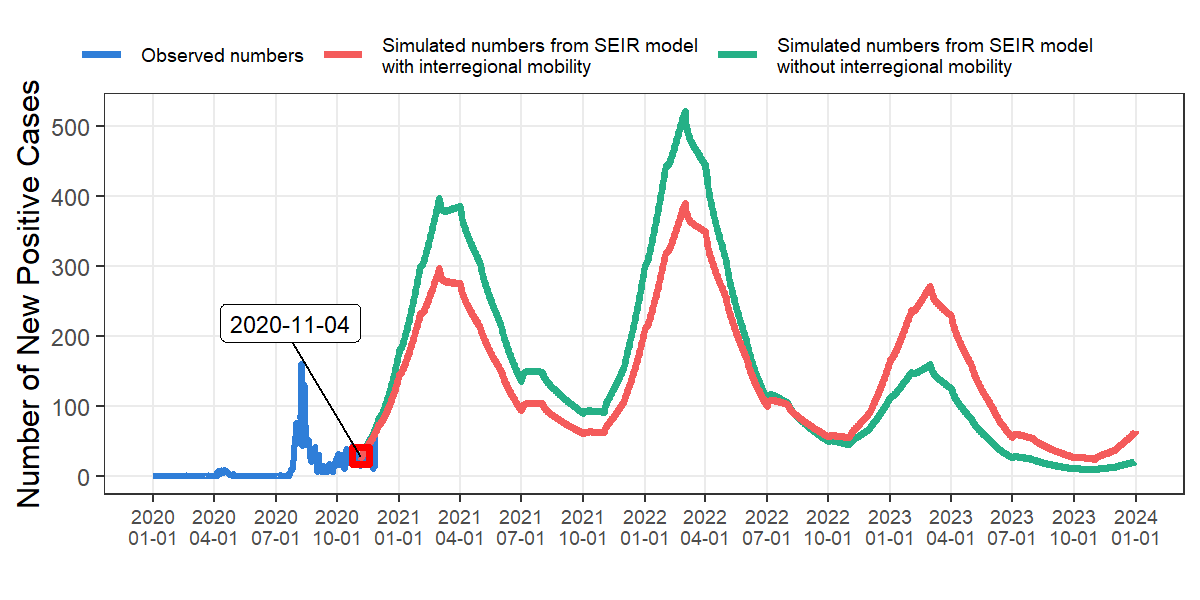 Observed numbers
Simulated numbers from SEIR model
with interregional mobility
Simulated numbers from SEIR model
without interregional mobility
Number of New Positive Cases
500
400
300
200
100
0
2020-11-04
2020 2020 2020 2020 2021 2021 2021 2021 2022 2022 2022 2022 2023 2023 2023 2023 2024
01-01 04-01 07-01 10-01 01-01 04-01 07-01 10-01 01-01 04-01 07-01 10-01 01-01 04-01 07-01 10-01 01-01